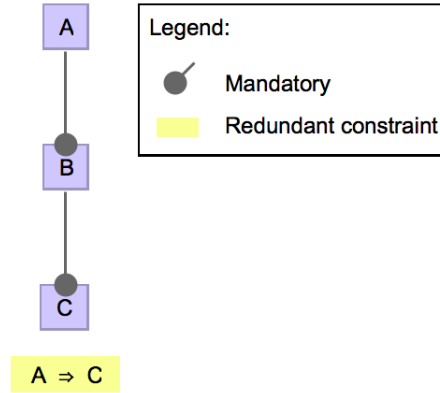 A
Legend:
Mandatory
Redundant constraint
B
C
A ⇒ C